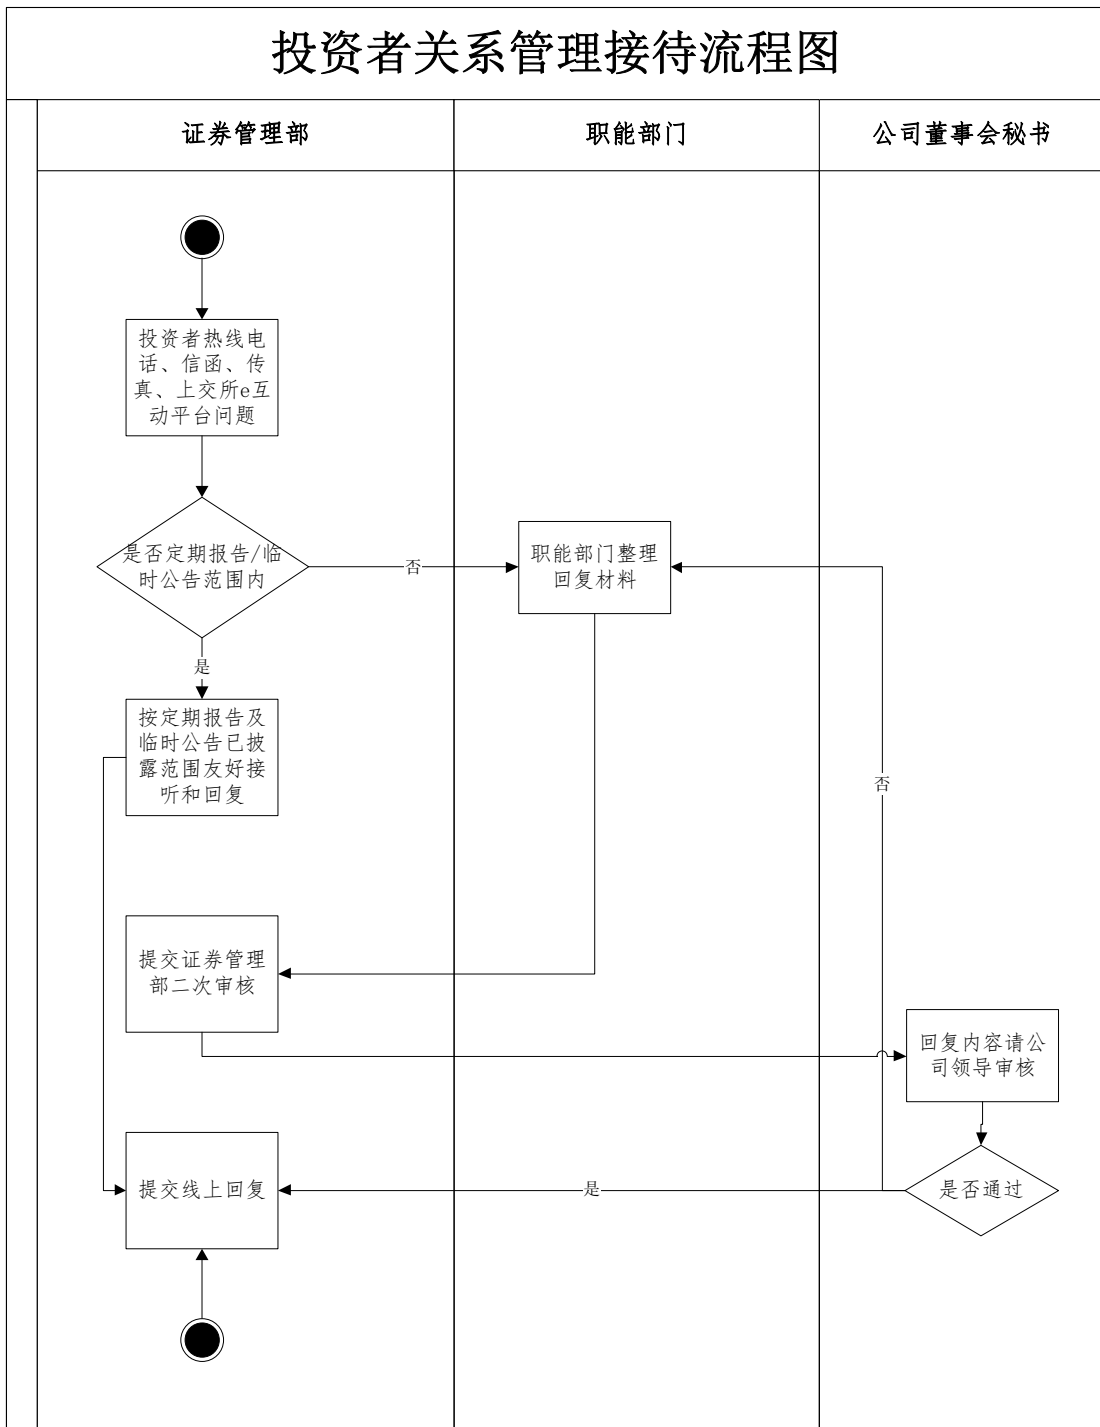 投资者关系管理接待流程图
证券管理部
职能部门
公司董事会秘书
投资者热线电
话、信函、传
真、上交所e互
动平台问题
是否定期报告/临
时公告范围内
否
职能部门整理
回复材料
是
按定期报告及
临时公告已披
露范围友好接
听和回复
否
提交证券管理
部二次审核
回复内容请公
司领导审核
提交线上回复
是
是否通过